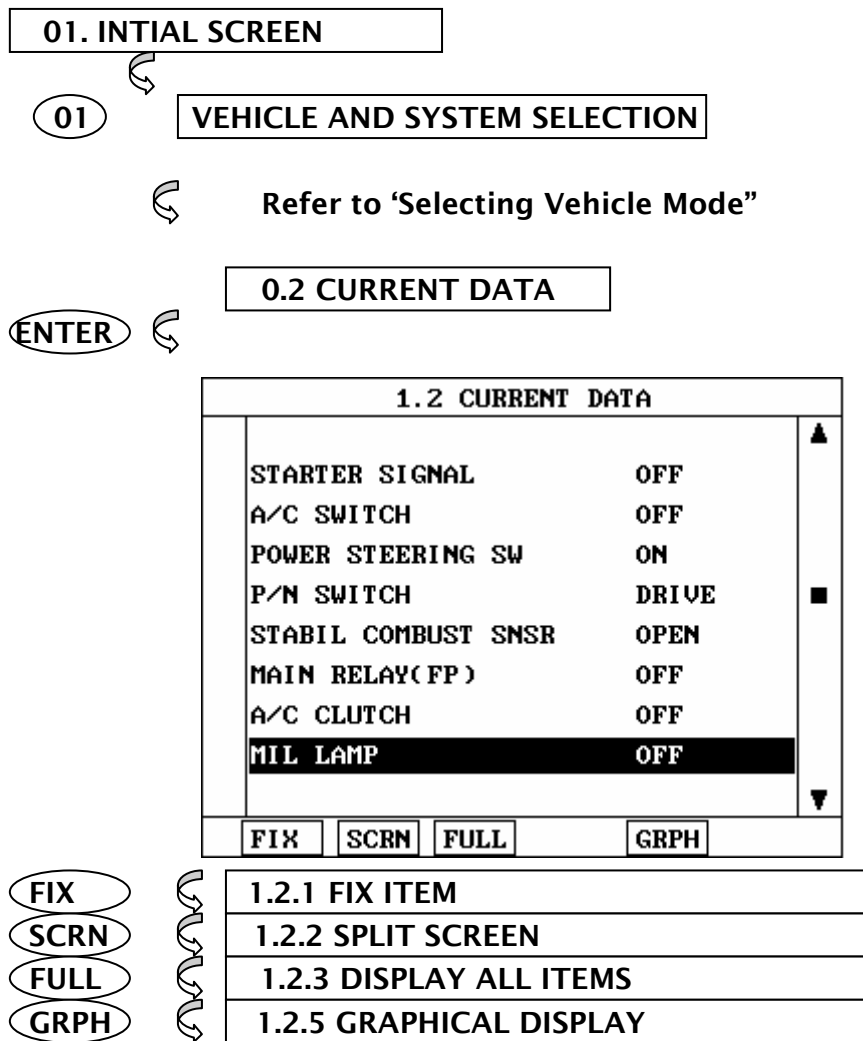 01. INTIAL SCREEN
01 VEHICLE AND SYSTEM SELECTION
Refer to ‘Selecting Vehicle Mode”
0.2 CURRENT DATA
ENTER
1.2 CURRENT DATA
STARTER SIGNAL OFF
A/C SWITCH OFF
POWER STEERING SW ON
P/N SWITCH DRIVE
STABIL COMBUST SNSR OPEN
MAIN RELAY(FP) OFF
A/C CLUTCH OFF
MIL LAMP OFF
FIX SCRN FULL GRPH
FIX 1.2.1 FIX ITEM
SCRN 1.2.2 SPLIT SCREEN
FULL 1.2.3 DISPLAY ALL ITEMS
GRPH 1.2.5 GRAPHICAL DISPLAY